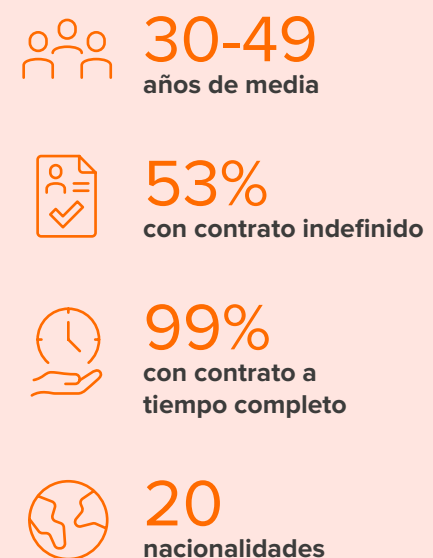 30-49
años de media
53%
con contrato indefinido
99%
con contrato a
tiempo completo
20
nacionalidades